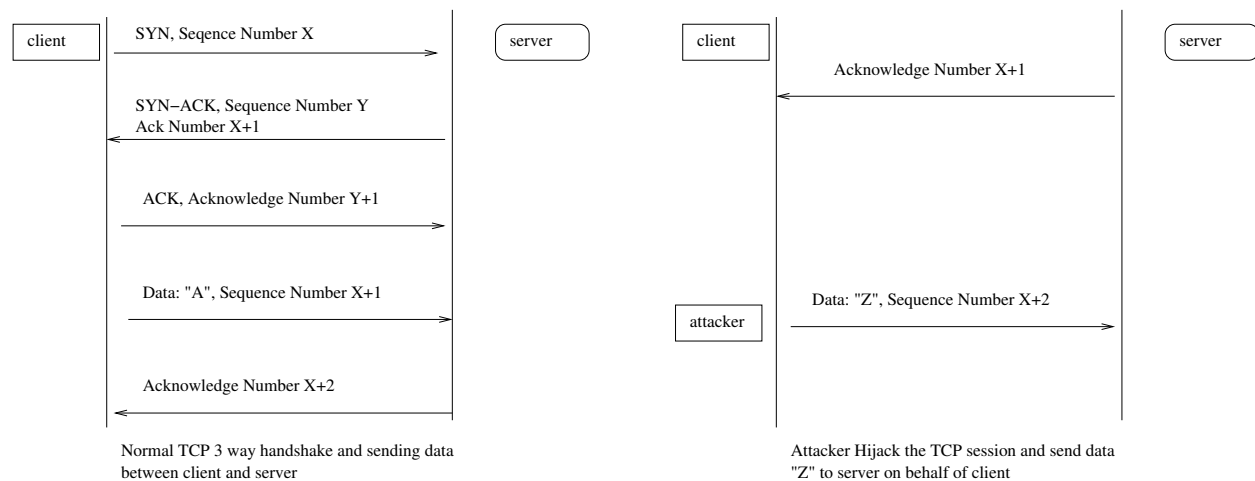 client
SYN, Seqence Number X
server
SYN−ACK, Sequence Number Y
Ack Number X+1
ACK, Acknowledge Number Y+1
Data: "A", Sequence Number X+1
Acknowledge Number X+2
Normal TCP 3 way handshake and sending data
between client and server
client
server
Acknowledge Number X+1
attacker
Data: "Z", Sequence Number X+2
Attacker Hijack the TCP session and send data
"Z" to server on behalf of client